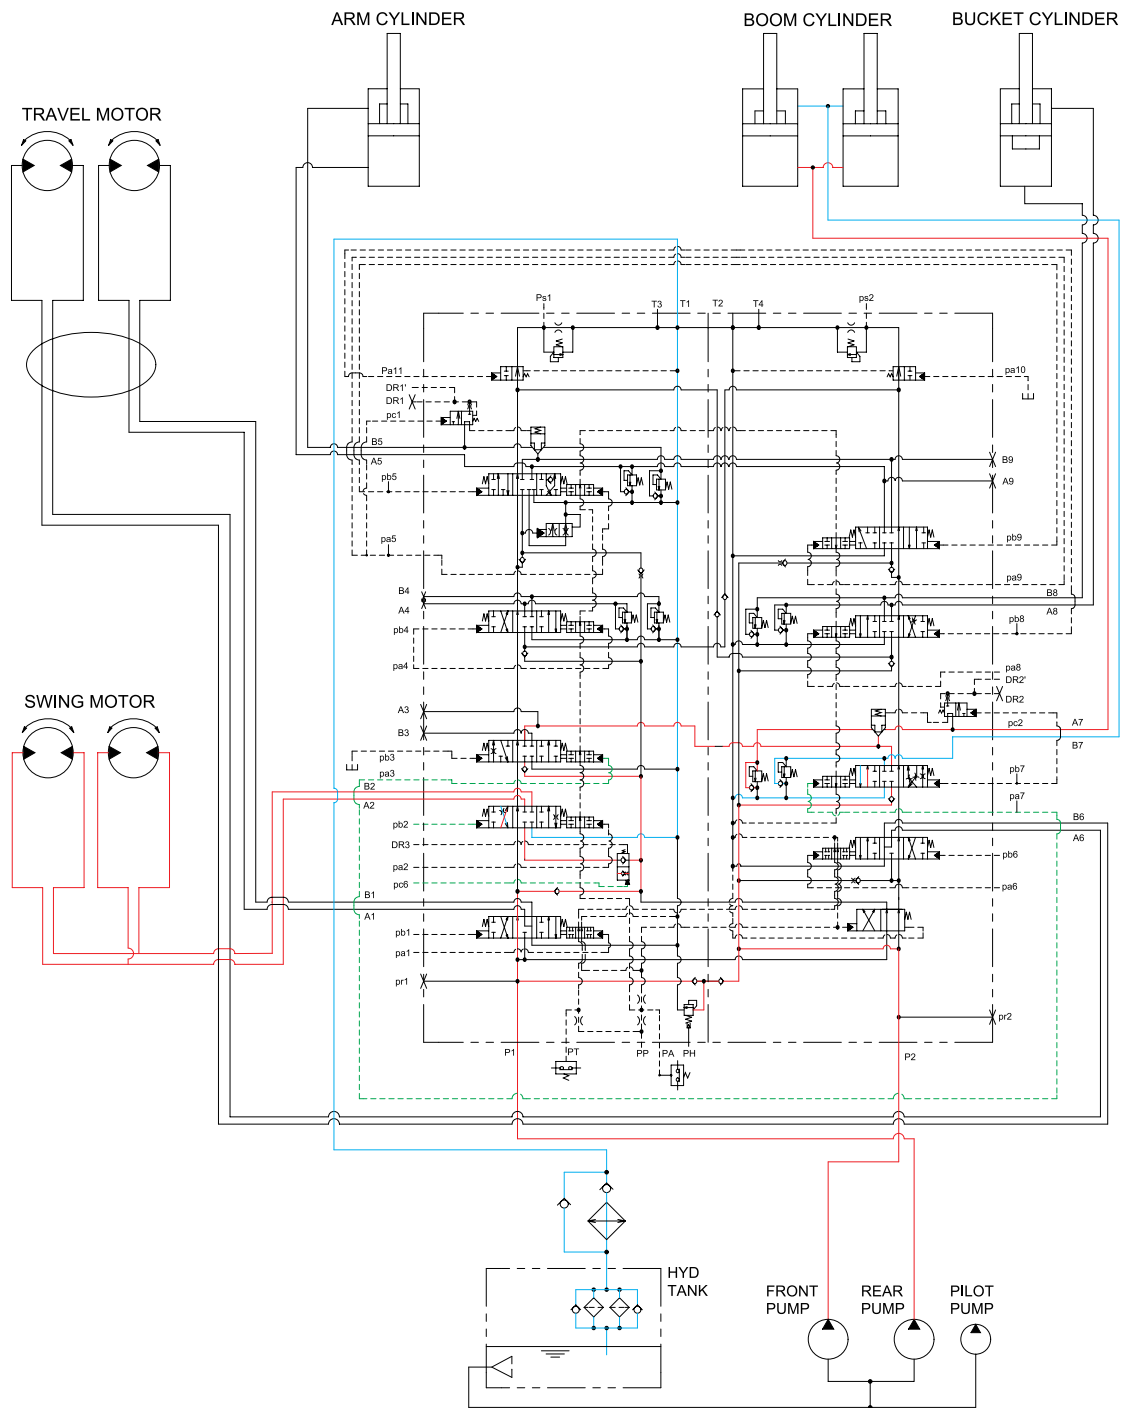 ARM CYLINDER
BOOM CYLINDER
BUCKET CYLINDER
TRAVEL MOTOR
Ps1
T3
T1
T2
T4
ps2
Pa11
pa10
DR1'
DR1
pc1
B5
A5
B9
A9
pb5
pb9
pa5
pa9
B4
A4
B8
A8
pb4
pb8
pa4
pa8
DR2'
DR2
SWING MOTOR
A3
B3
pc2
A7
B7
pb3
pa3
pb7
B2
A2
pa7
pb2
B6
A6
DR3
pb6
pa2
pc6
pa6
B1
A1
pb1
pa1
pr1
pr2
P1
PT
PP
PA
PH
P2
HYD
TANK
FRONT
PUMP
REAR
PUMP
PILOT
PUMP